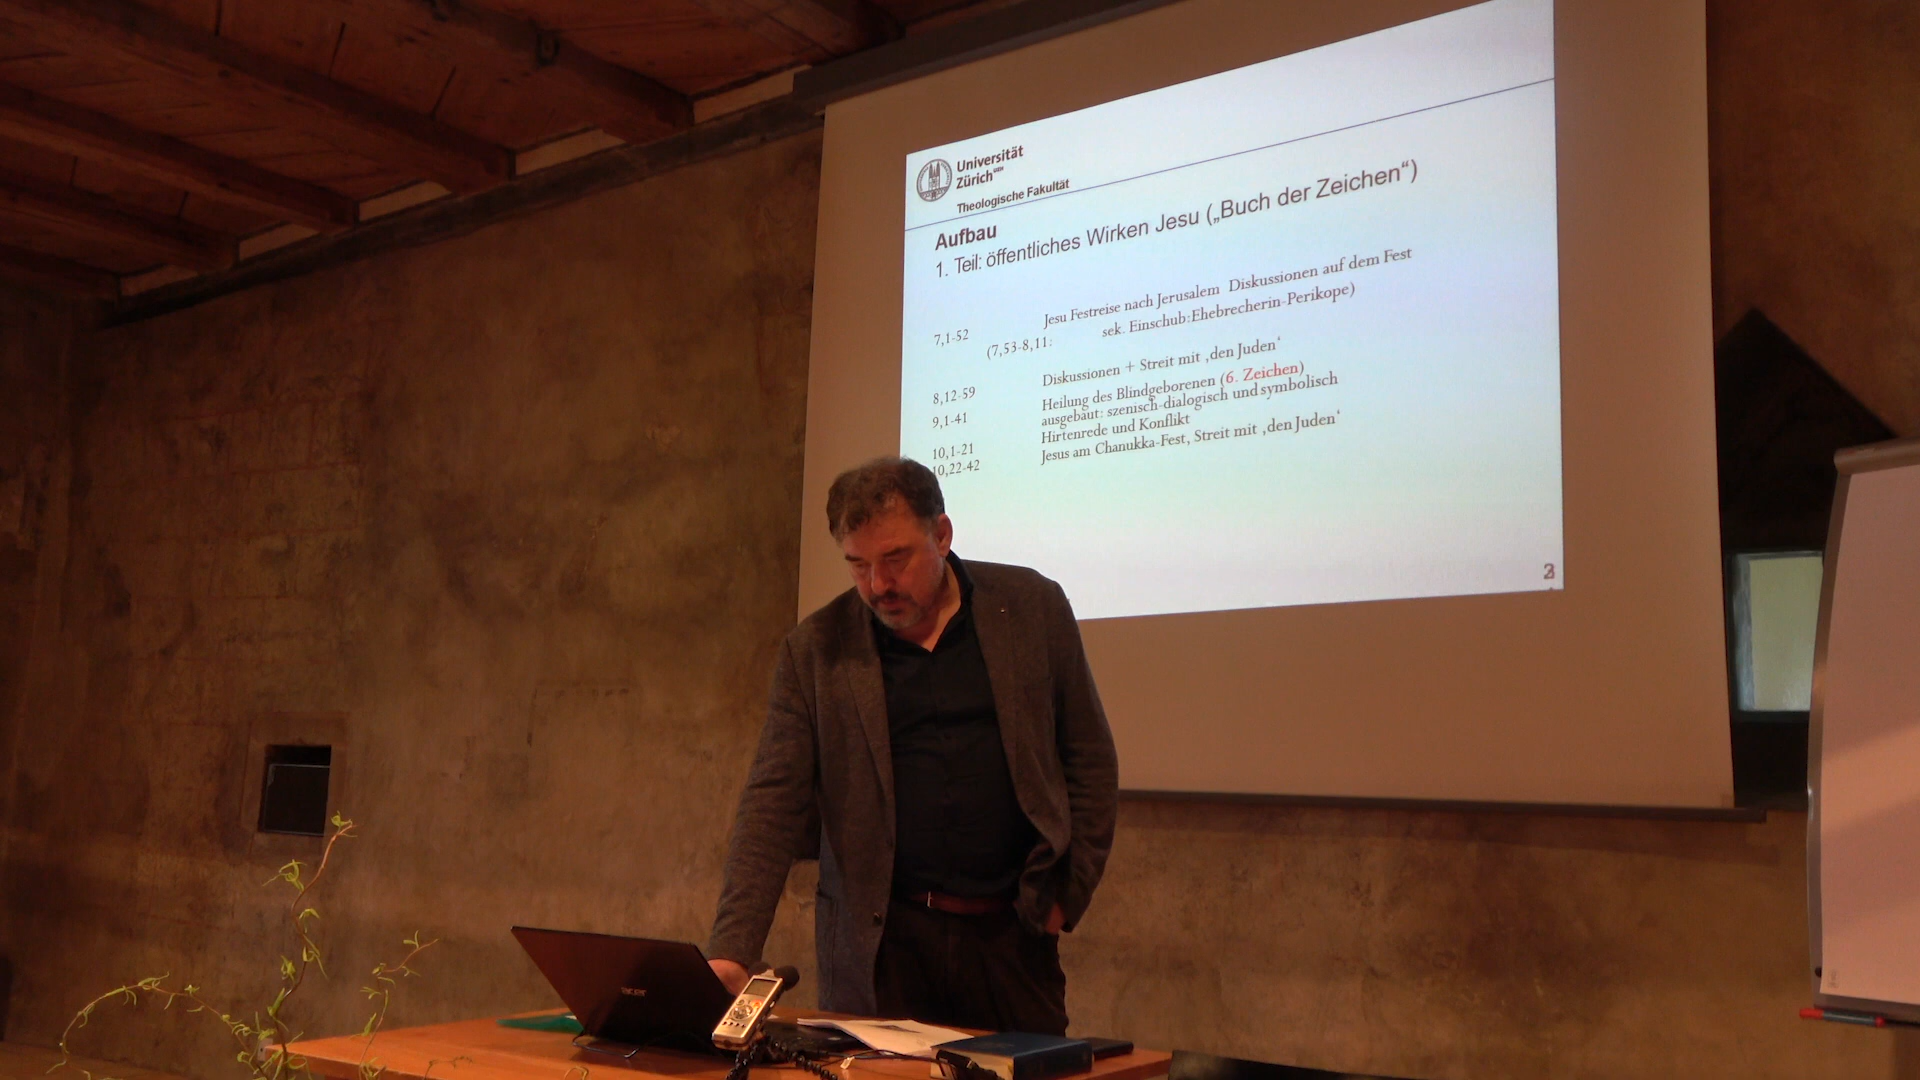 Universität
Zürich
Theologische Fakultät
Aufbau
1. Teil: öffentliches Wirken Jesu („Buch der Zeichen“)
7,1-52 Jesu Festreise nach Jerusalem Diskussionen auf dem Fest
(7,53-8,11: sek. Einschub:Ehebrecherin-Perikope)
8,12-59 Diskussionen + Streit mit ‚den Juden‘
9,1-41 Heilung des Blindgeborenen (6. Zeichen)
ausgebaut: szenisch-dialogisch und symbolisch
10,1-21 Hirtenrede und Konflikt
10,22-42 Jesus am Chanukka-Fest, Streit mit ‚den Juden‘
acer